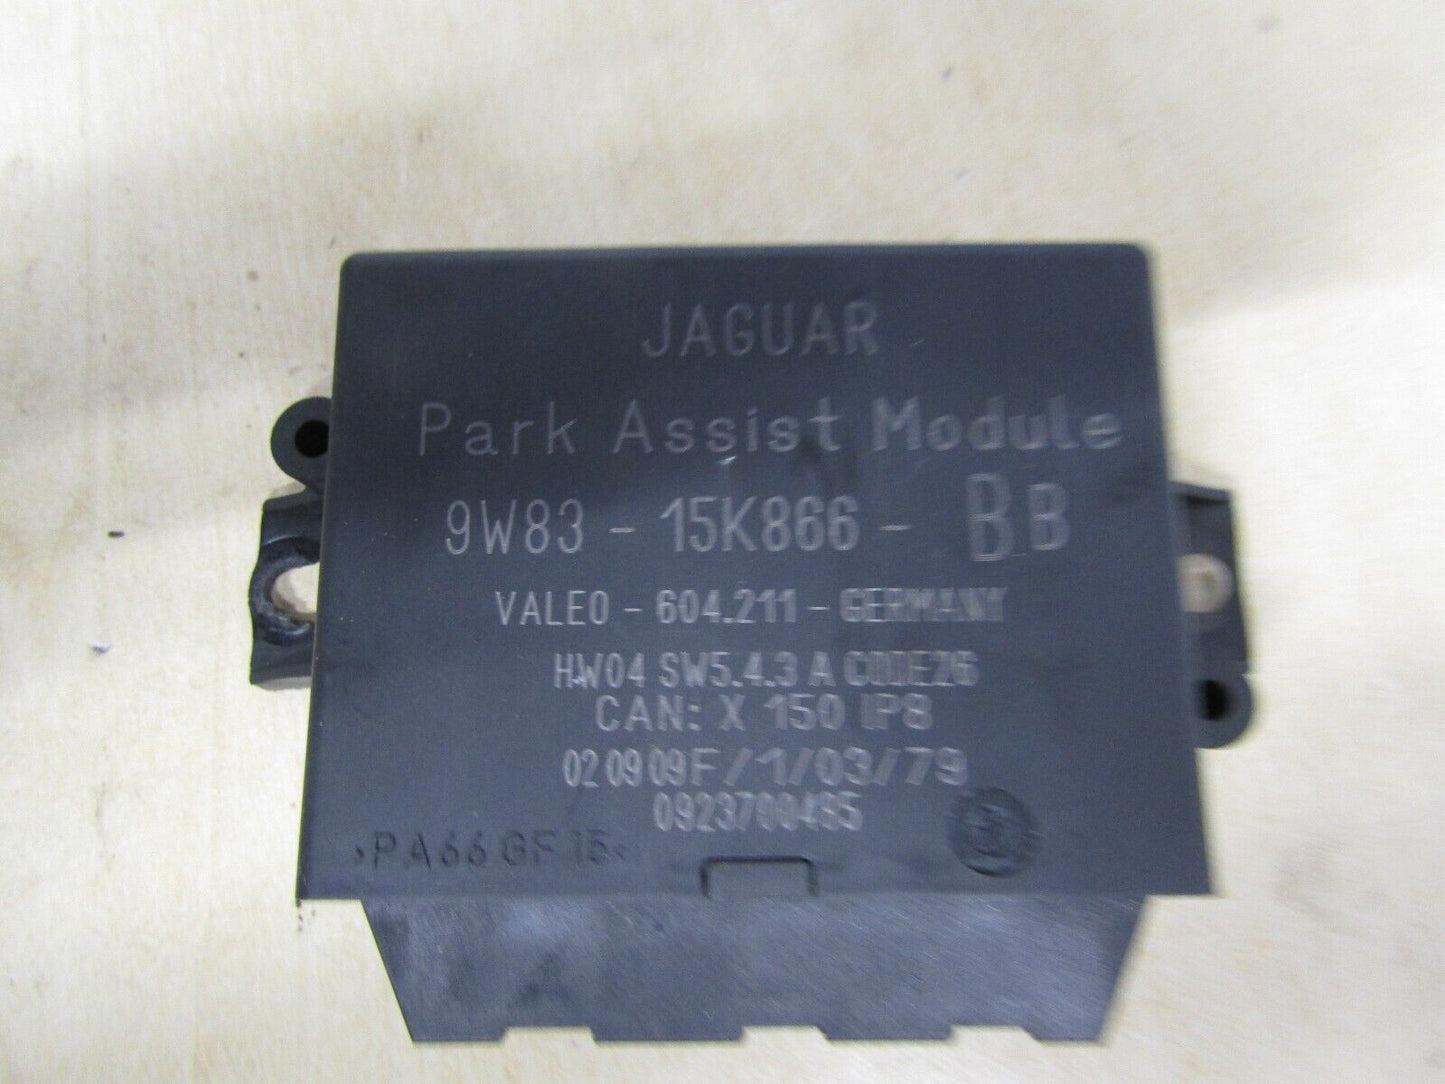 JAGUAR
Park Assist Module
9W83 - 15K866 - BB
VALEO - 604.211 - GERMANY
HW04 SW5.4.3 A CODE26
CAN: X 150 IP8
02 09 09F/1/03/79
0923700485
>PA66 GF15<